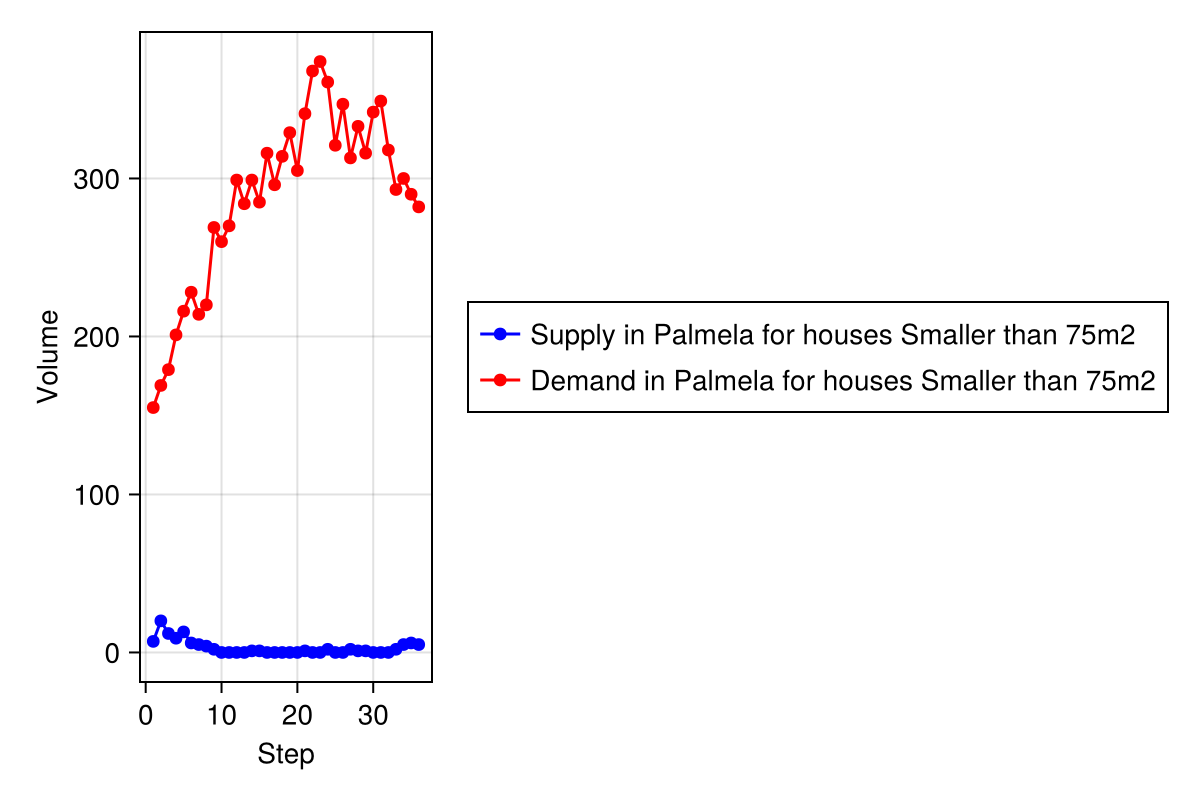 300
200
100
0
Volume
0 10 20 30
Step
Supply in Palmela for houses Smaller than 75m2
Demand in Palmela for houses Smaller than 75m2